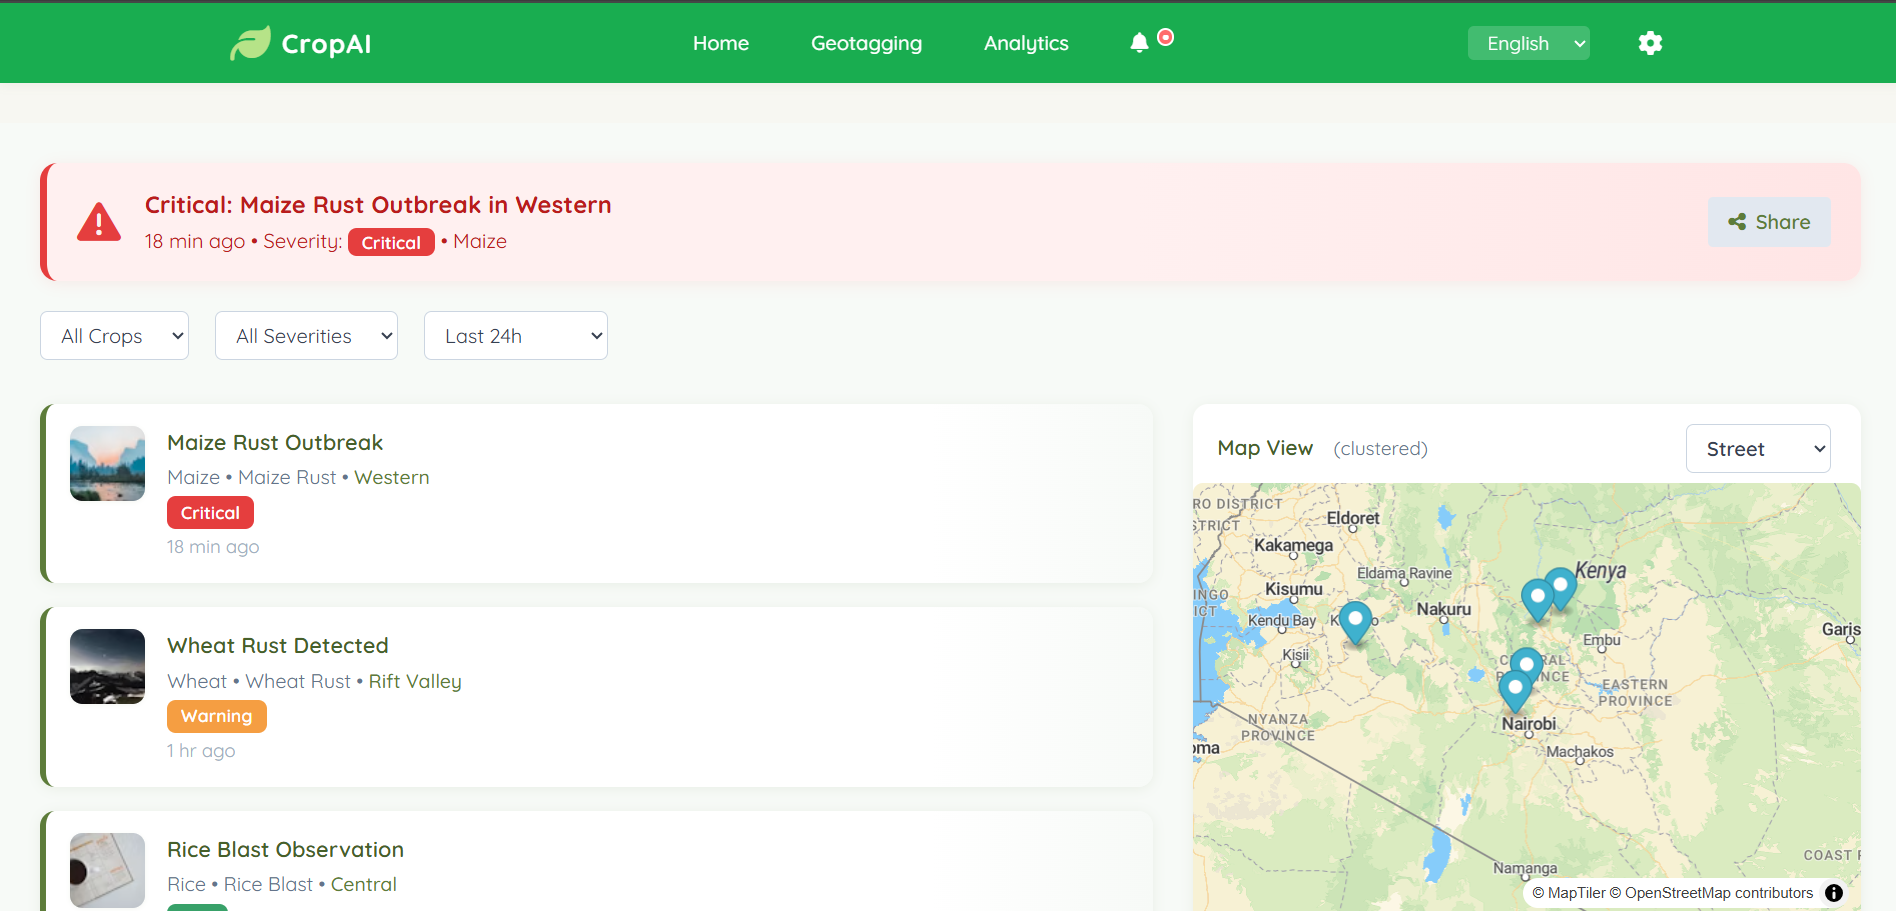 CropAI
Home
Geotagging
Analytics
English
Critical: Maize Rust Outbreak in Western
18 min ago • Severity: Critical • Maize
Share
All Crops
All Severities
Last 24h
Maize Rust Outbreak
Maize • Maize Rust • Western
Critical
18 min ago
Wheat Rust Detected
Wheat • Wheat Rust • Rift Valley
Warning
1 hr ago
Rice Blast Observation
Rice • Rice Blast • Central
Map View (clustered)
Street
RO DISTRICT
STRICT
Eldoret
Kakamega
Eldama Ravine
Kenya
Kisumu
INGO
ICT
Nakuru
Kendu Bay
Garis
Embu
Kisii
EASTERN
PROVINCE
NYANZA
PROVINCE
Nairobi
oma
Machakos
COAST
Namanga
© MapTiler © OpenStreetMap contributors